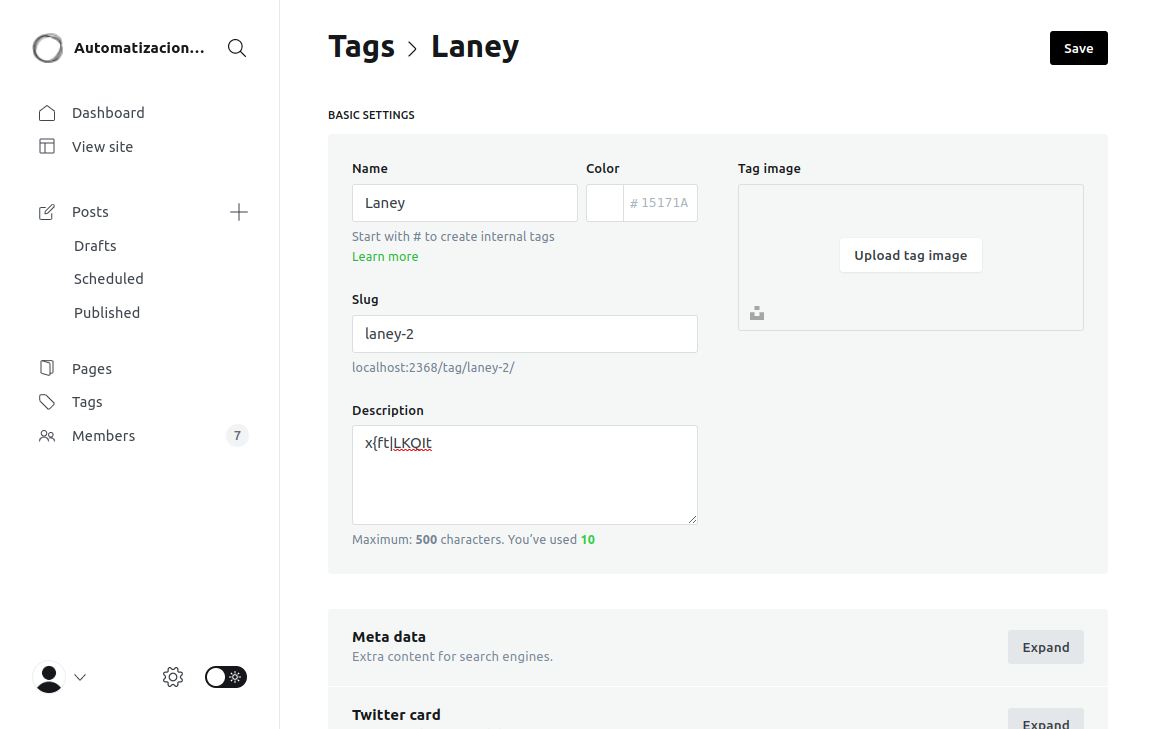 Automatizacion...
Dashboard
View site
Posts
Drafts
Scheduled
Published
Pages
Tags
Members 7
Tags > Laney
Save
BASIC SETTINGS
Name
Laney
Color
# 15171A
Start with # to create internal tags
Learn more
Slug
laney-2
localhost:2368/tag/laney-2/
Description
x{ft|LKQIt
Maximum: 500 characters. You’ve used 10
Tag image
Upload tag image
Meta data
Extra content for search engines.
Expand
Twitter card
Expand